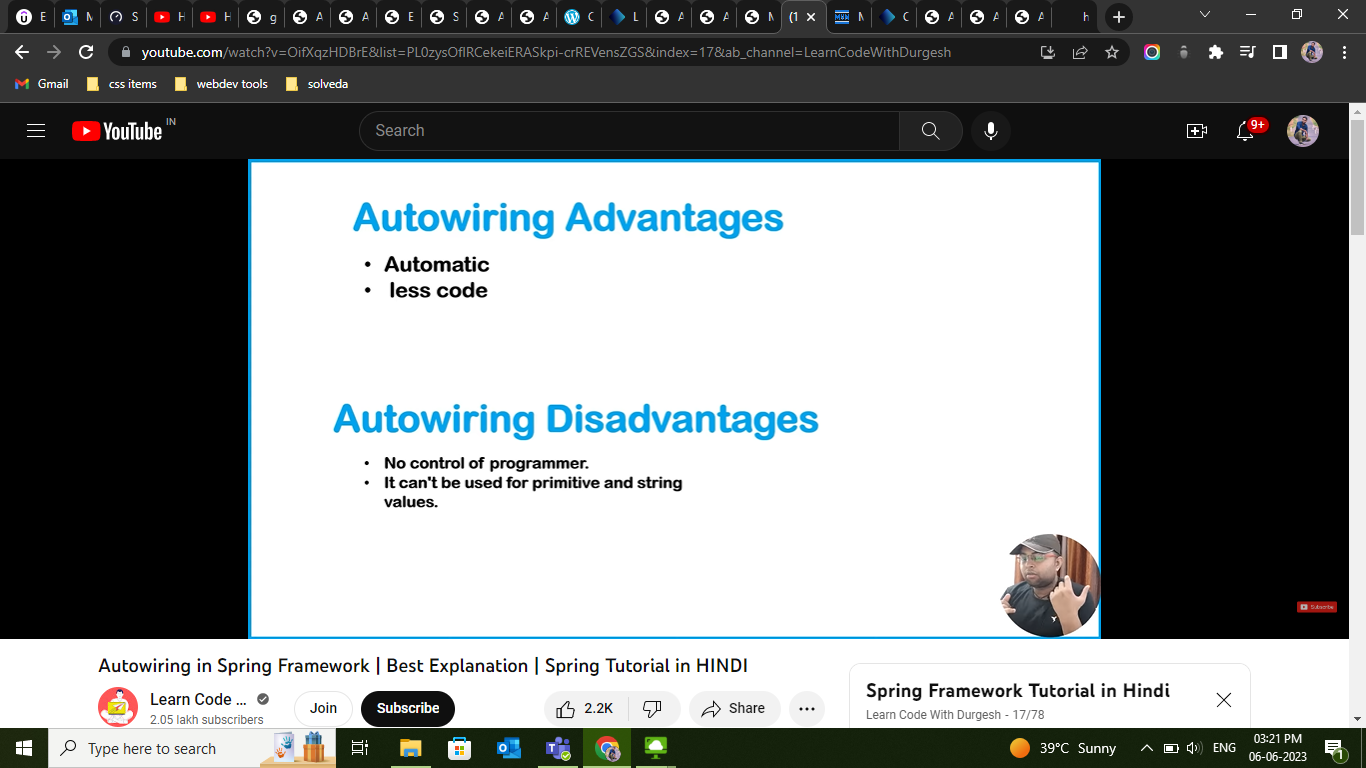 E M S H H g A A E S A A C L A A M (1 M C A A A h
youtube.com/watch?v=OifXqzHDBrE&list=PL0zysOflRCekeiERASkpi-crREVensZGS&index=17&ab_channel=LearnCodeWithDurgesh
Gmail css items webdev tools solveda
YouTube IN Search 9+
Autowiring Advantages
• Automatic
• less code
Autowiring Disadvantages
• No control of programmer.
• It can't be used for primitive and string
values.
Subscribe
Autowiring in Spring Framework | Best Explanation | Spring Tutorial in HINDI
Learn Code ...
2.05 lakh subscribers
Join Subscribe 2.2K Share
Spring Framework Tutorial in Hindi
Learn Code With Durgesh - 17/78
Type here to search 39°C Sunny ENG
03:21 PM
06-06-2023
1